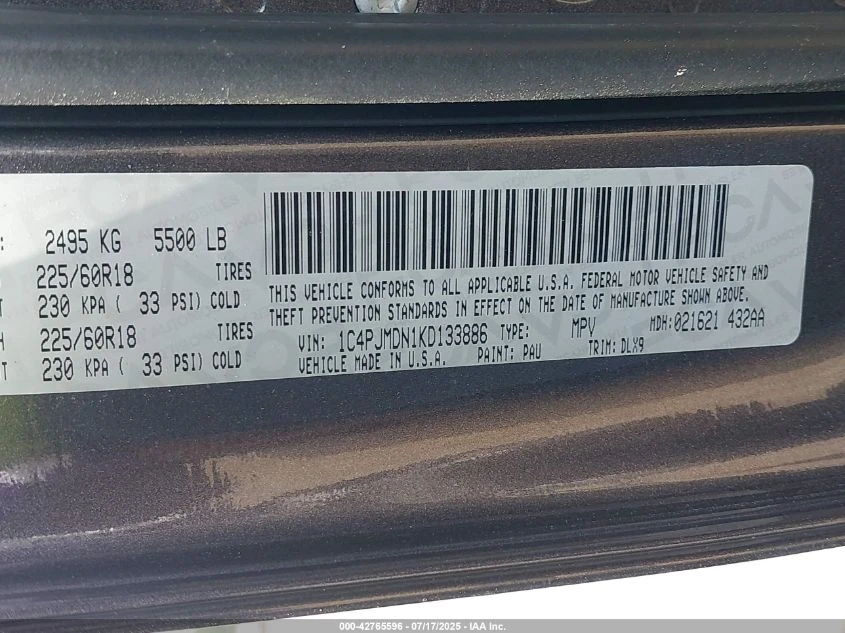 : 2495 KG 5500 LB
225/60R18 TIRES
T 230 KPA ( 33 PSI) COLD
H 225/60R18 TIRES
T 230 KPA ( 33 PSI) COLD
THIS VEHICLE CONFORMS TO ALL APPLICABLE U.S.A. FEDERAL MOTOR VEHICLE SAFETY AND
THEFT PREVENTION STANDARDS IN EFFECT ON THE DATE OF MANUFACTURE SHOWN ABOVE.
VIN: 1C4PJMDN1KD133886 TYPE: MPV MDH:021621 432AA
VEHICLE MADE IN U.S.A. PAINT: PAU TRIM: DLX9
000-42765596 - 07/17/2025 - IAA Inc.